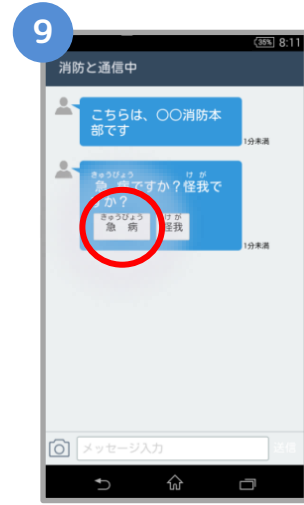 9
35% 8:11
消防と通信中
こちらは、〇〇消防本
部です
1分未満
きゅうびょう けが
急 病ですか?怪我で
すか?
きゅうびょう けが
急 病 怪我
1分未満
メッセージ入力 送信